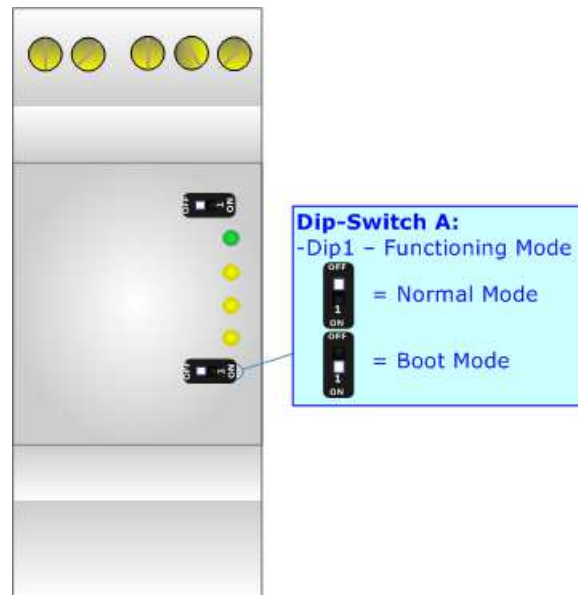 OFF 1 ON
OFF 1 ON
Dip-Switch A:
-Dip1 – Functioning Mode
OFF
1
ON
= Normal Mode
OFF
1
ON
= Boot Mode